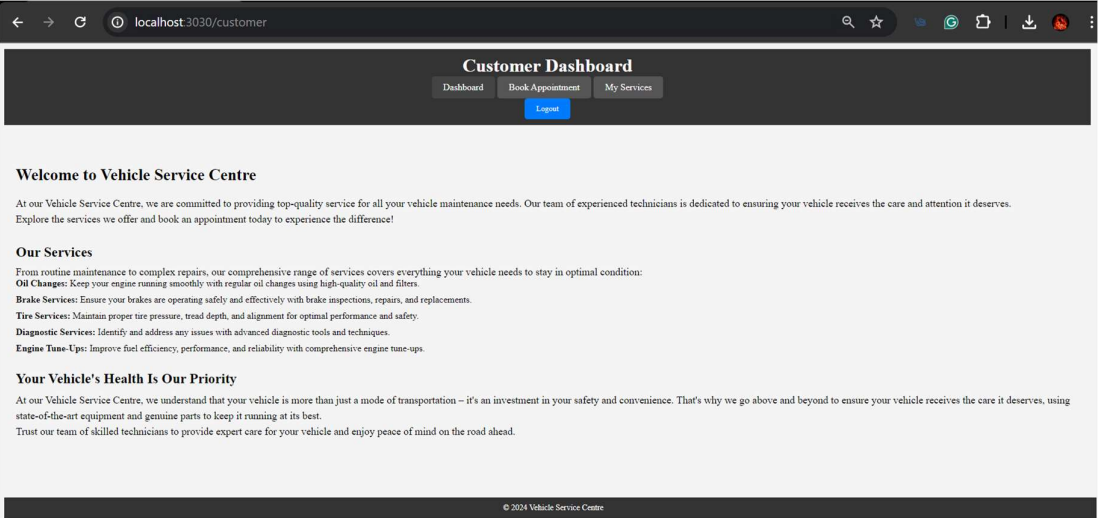 localhost:3030/customer
Customer Dashboard
Dashboard
Book Appointment
My Services
Logout
Welcome to Vehicle Service Centre
At our Vehicle Service Centre, we are committed to providing top-quality service for all your vehicle maintenance needs. Our team of experienced technicians is dedicated to ensuring your vehicle receives the care and attention it deserves.
Explore the services we offer and book an appointment today to experience the difference!
Our Services
From routine maintenance to complex repairs, our comprehensive range of services covers everything your vehicle needs to stay in optimal condition:
Oil Changes: Keep your engine running smoothly with regular oil changes using high-quality oil and filters.
Brake Services: Ensure your brakes are operating safely and effectively with brake inspections, repairs, and replacements.
Tire Services: Maintain proper tire pressure, tread depth, and alignment for optimal performance and safety.
Diagnostic Services: Identify and address any issues with advanced diagnostic tools and techniques.
Engine Tune-Ups: Improve fuel efficiency, performance, and reliability with comprehensive engine tune-ups.
Your Vehicle's Health Is Our Priority
At our Vehicle Service Centre, we understand that your vehicle is more than just a mode of transportation – it's an investment in your safety and convenience. That's why we go above and beyond to ensure your vehicle receives the care it deserves, using
state-of-the-art equipment and genuine parts to keep it running at its best.
Trust our team of skilled technicians to provide expert care for your vehicle and enjoy peace of mind on the road ahead.
© 2024 Vehicle Service Centre